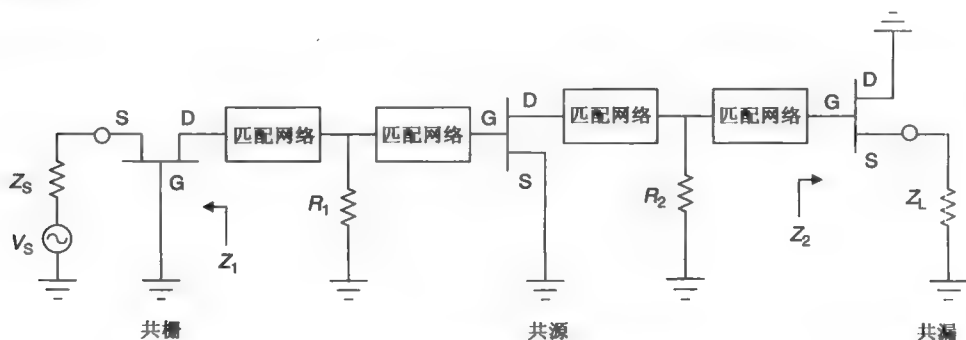 D
S D 匹配网络 匹配网络 G D 匹配网络 匹配网络 G
S
Z_S G S
R_1 R_2 Z_L
V_S Z_1 Z_2
共栅 共源 共漏